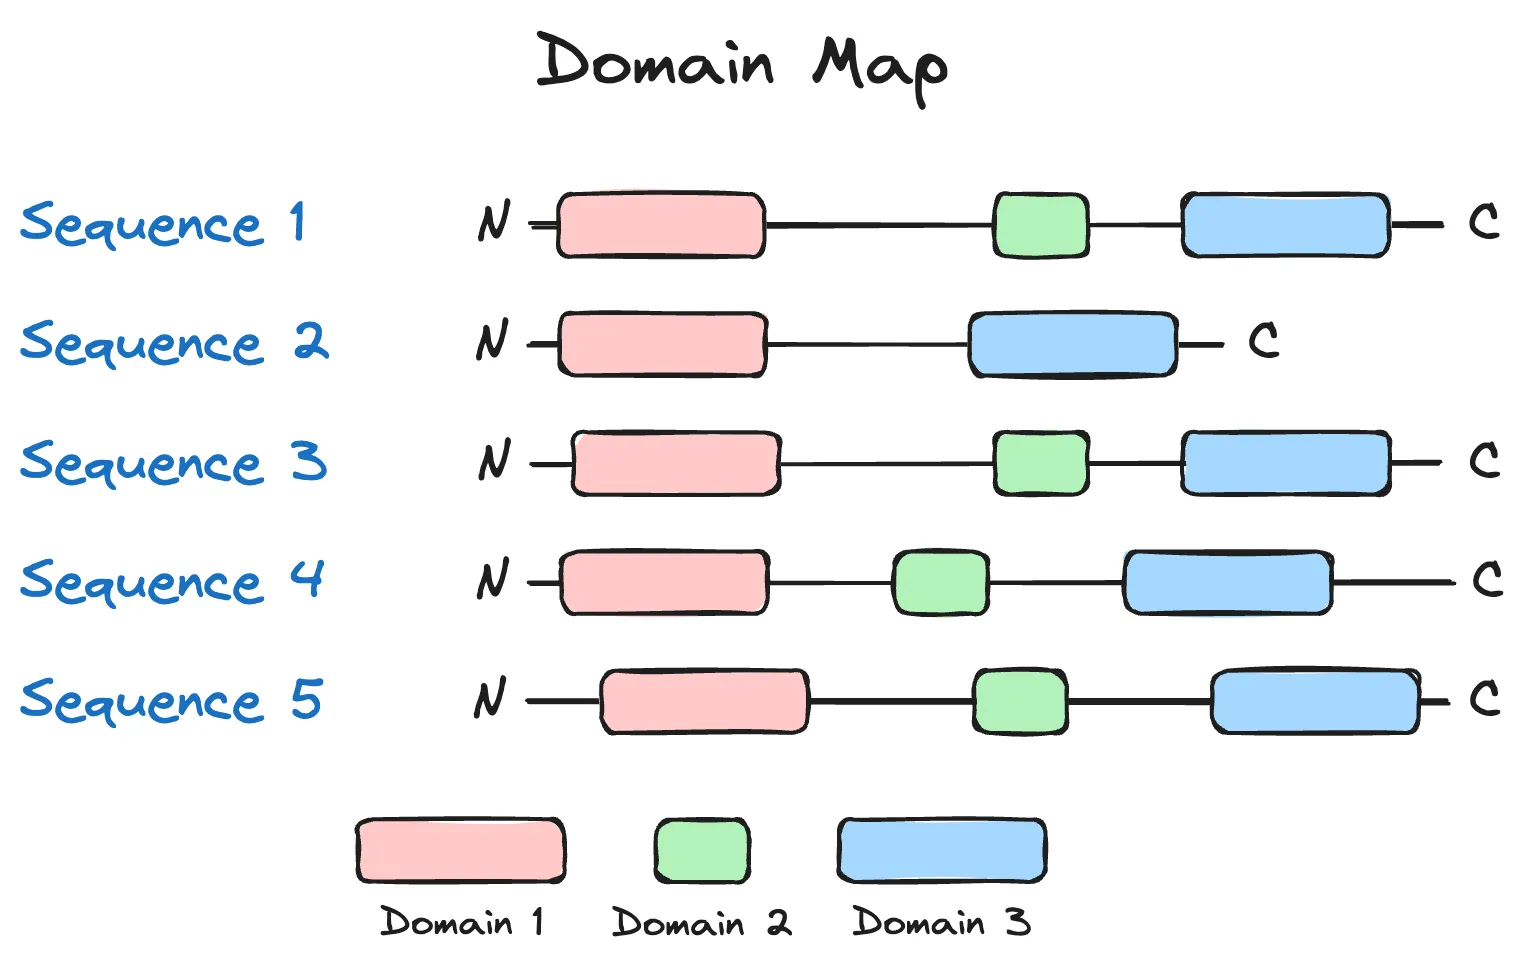 Domain Map
Sequence 1 N C
Sequence 2 N C
Sequence 3 N C
Sequence 4 N C
Sequence 5 N C
Domain 1 Domain 2 Domain 3